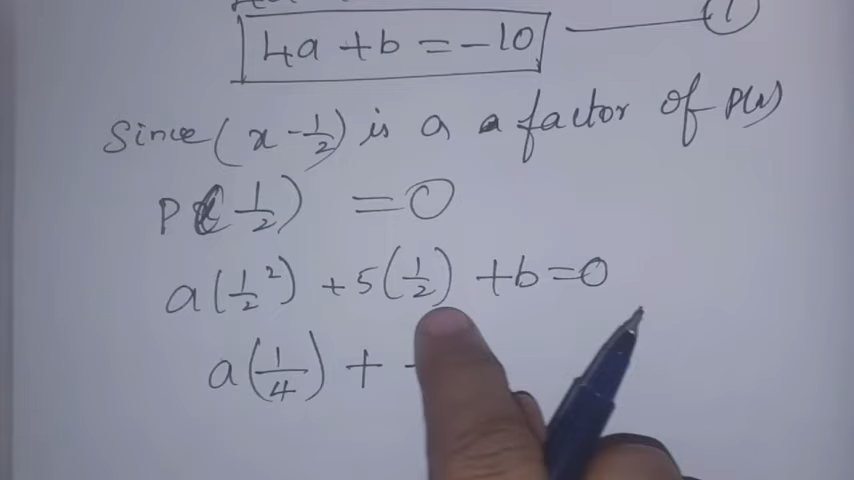 4a + b = -10 1
Since (x - 1/2) is a a factor of P(x)
P(1/2) = 0
a(1/2²) + 5(1/2) + b = 0
a(1/4) +